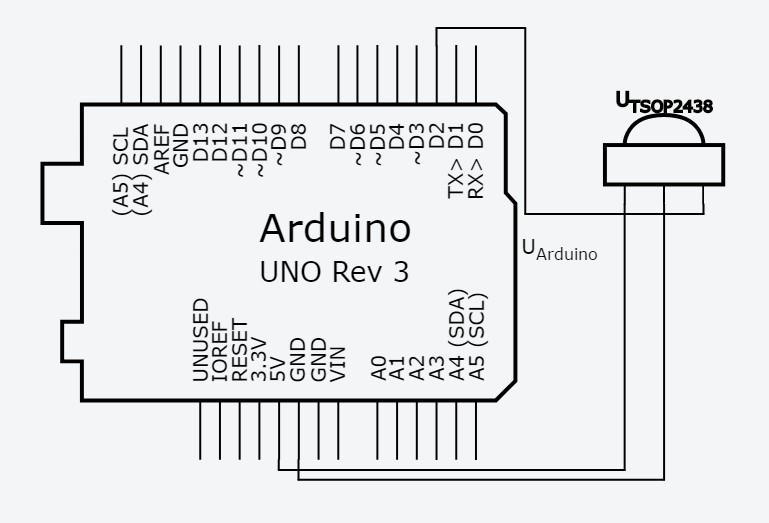 U TSOP2438
(A5) SCL
(A4) SDA
AREF
GND
D13
D12
~D11
~D10
~D9
D8
D7
~D6
~D5
D4
~D3
D2
TX> D1
RX> D0
Arduino
UNO Rev 3
U Arduino
UNUSED
IOREF
RESET
3.3V
5V
GND
GND
VIN
A0
A1
A2
A3
A4 (SDA)
A5 (SCL)